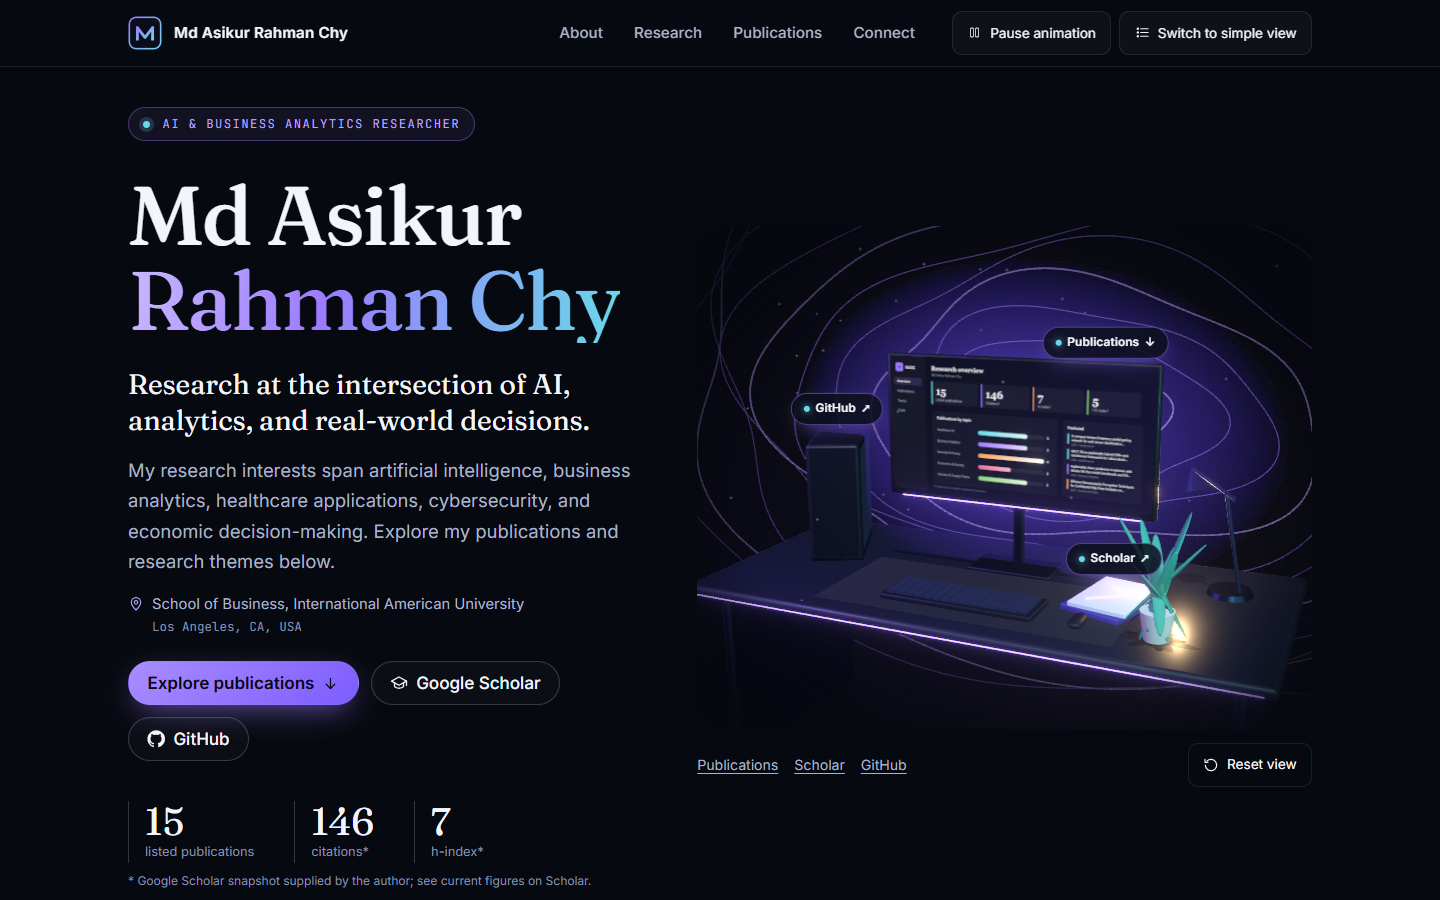 Md Asikur Rahman Chy
About
Research
Publications
Connect
Pause animation
Switch to simple view
AI & BUSINESS ANALYTICS RESEARCHER
Md Asikur
Rahman Chy
Research at the intersection of AI,
analytics, and real-world decisions.
My research interests span artificial intelligence, business
analytics, healthcare applications, cybersecurity, and
economic decision-making. Explore my publications and
research themes below.
School of Business, International American University
Los Angeles, CA, USA
Explore publications ↓
Google Scholar
GitHub
15
listed publications
146
citations*
7
h-index*
* Google Scholar snapshot supplied by the author; see current figures on Scholar.
Publications ↓
GitHub ↗
Research overview
15
146
7
5
Publications by topic
Featured
Scholar ↗
Publications
Scholar
GitHub
Reset view